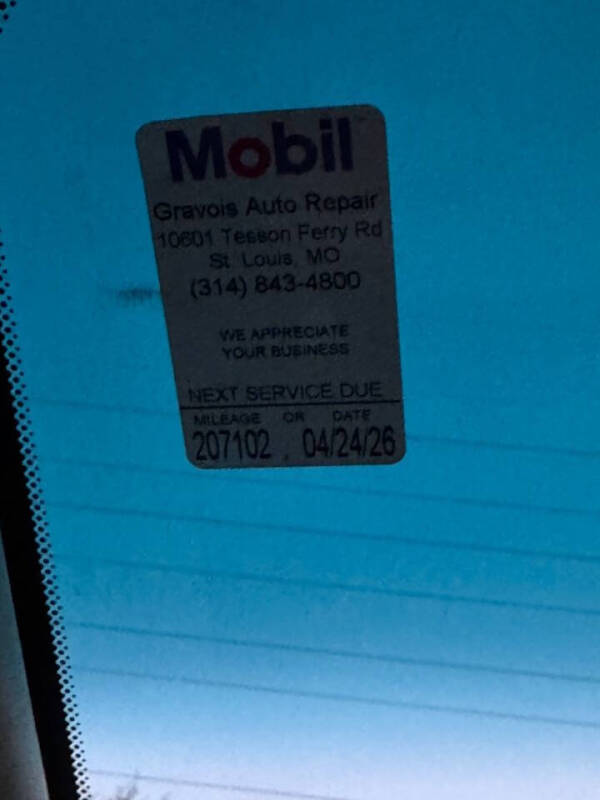 Mobil
Gravois Auto Repair
10601 Tesson Ferry Rd
St. Louis, MO
(314) 843-4800
WE APPRECIATE
YOUR BUSINESS
NEXT SERVICE DUE
MILEAGE OR DATE
207102 , 04/24/26